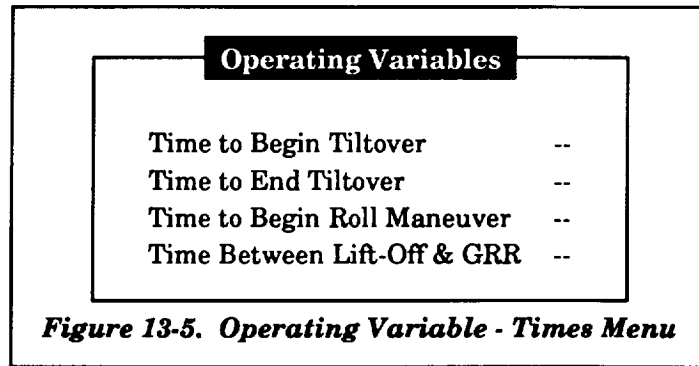 Operating Variables
Time to Begin Tiltover --
Time to End Tiltover --
Time to Begin Roll Maneuver --
Time Between Lift-Off & GRR --
Figure 13-5. Operating Variable - Times Menu